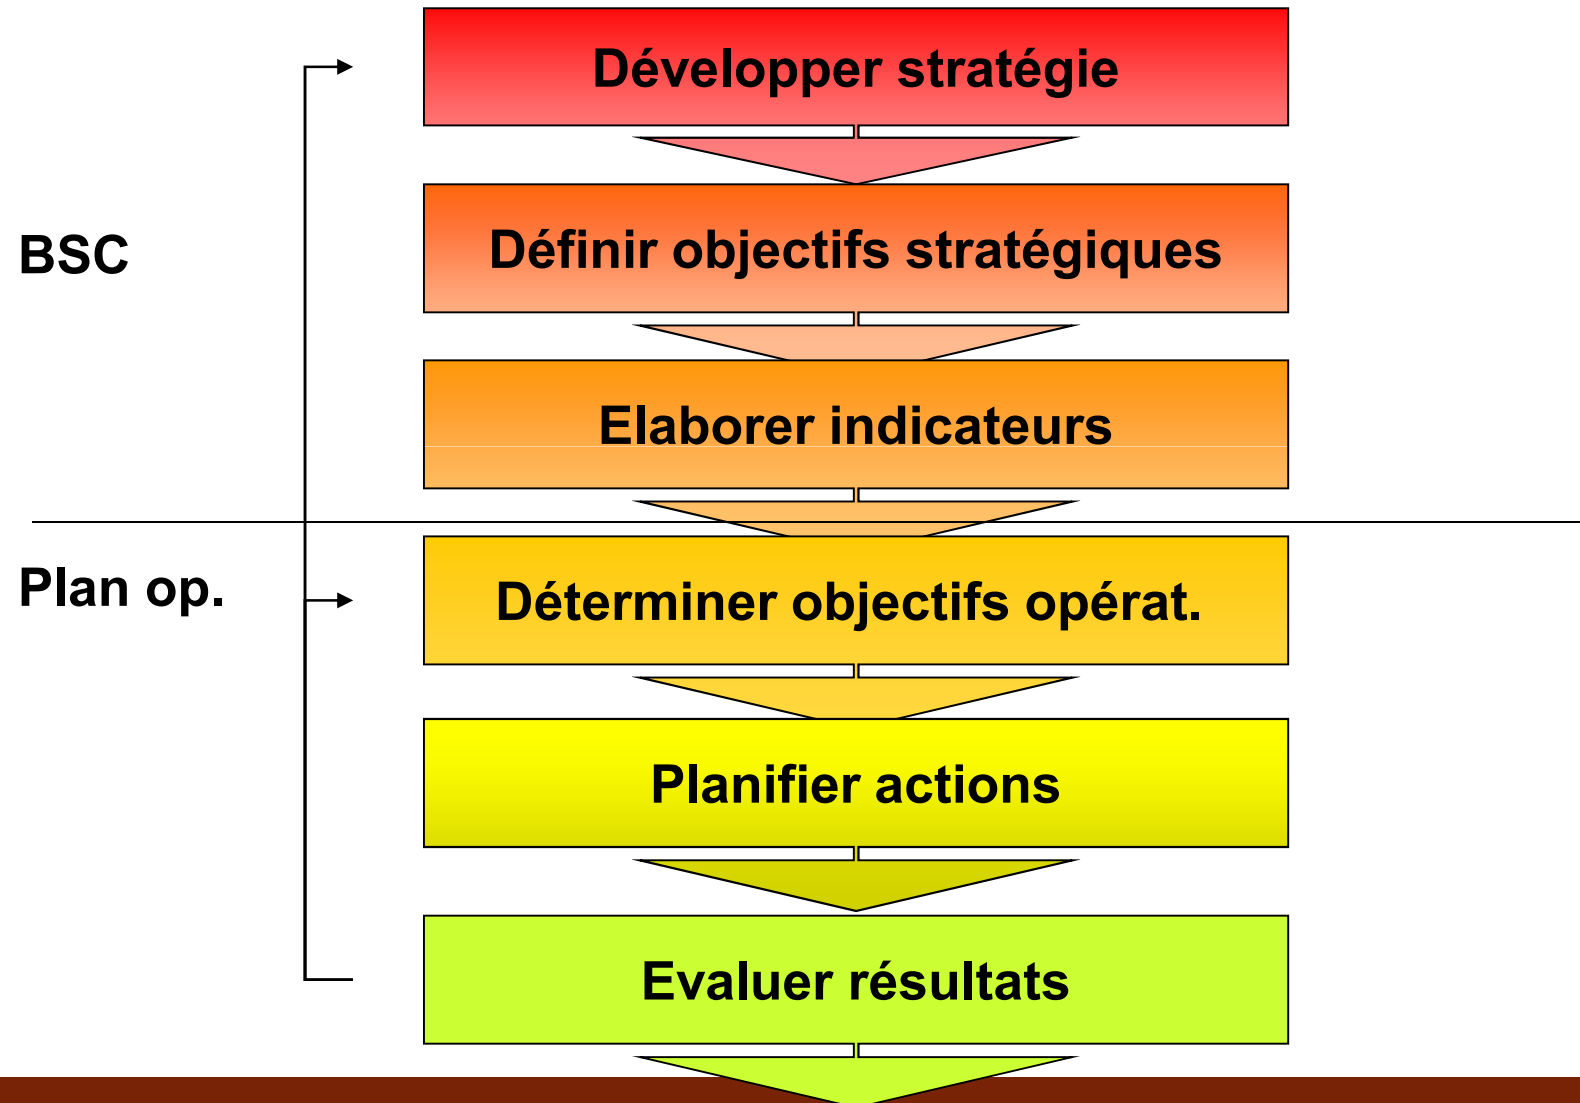 Développer stratégie
BSC
Définir objectifs stratégiques
Elaborer indicateurs
Plan op.
Déterminer objectifs opérat.
Planifier actions
Evaluer résultats